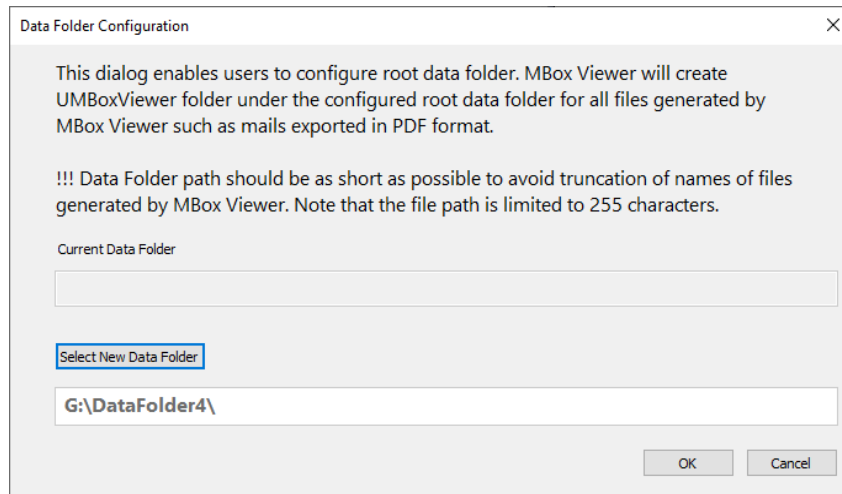 Data Folder Configuration
This dialog enables users to configure root data folder. MBox Viewer will create
UMBoxViewer folder under the configured root data folder for all files generated by
MBox Viewer such as mails exported in PDF format.
!!! Data Folder path should be as short as possible to avoid truncation of names of files
generated by MBox Viewer. Note that the file path is limited to 255 characters.
Current Data Folder
Select New Data Folder
G:\DataFolder4\
OK Cancel